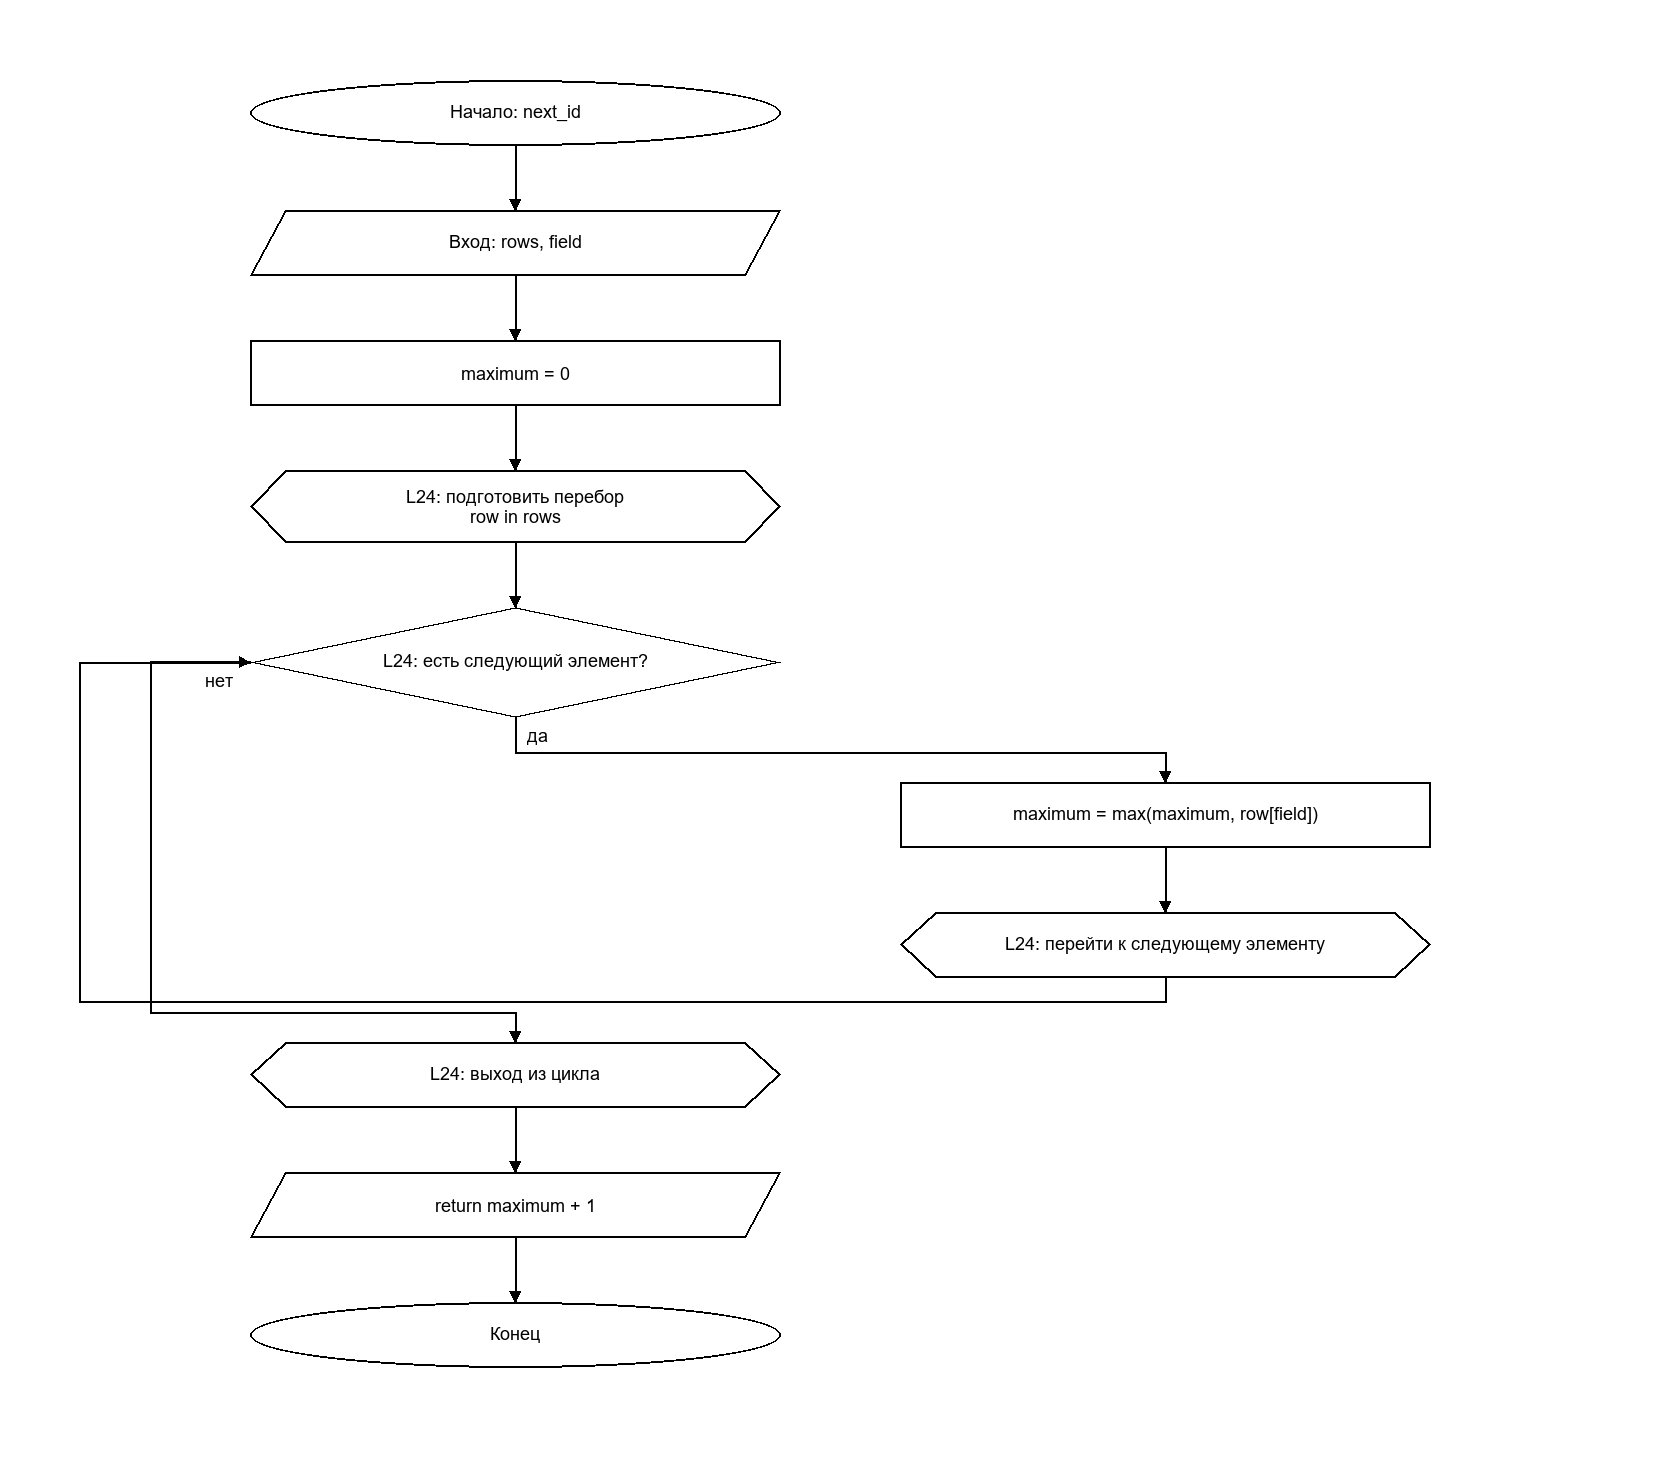 Начало: next_id
Вход: rows, field
maximum = 0
L24: подготовить перебор
row in rows
L24: есть следующий элемент?
нет
да
maximum = max(maximum, row[field])
L24: перейти к следующему элементу
L24: выход из цикла
return maximum + 1
Конец